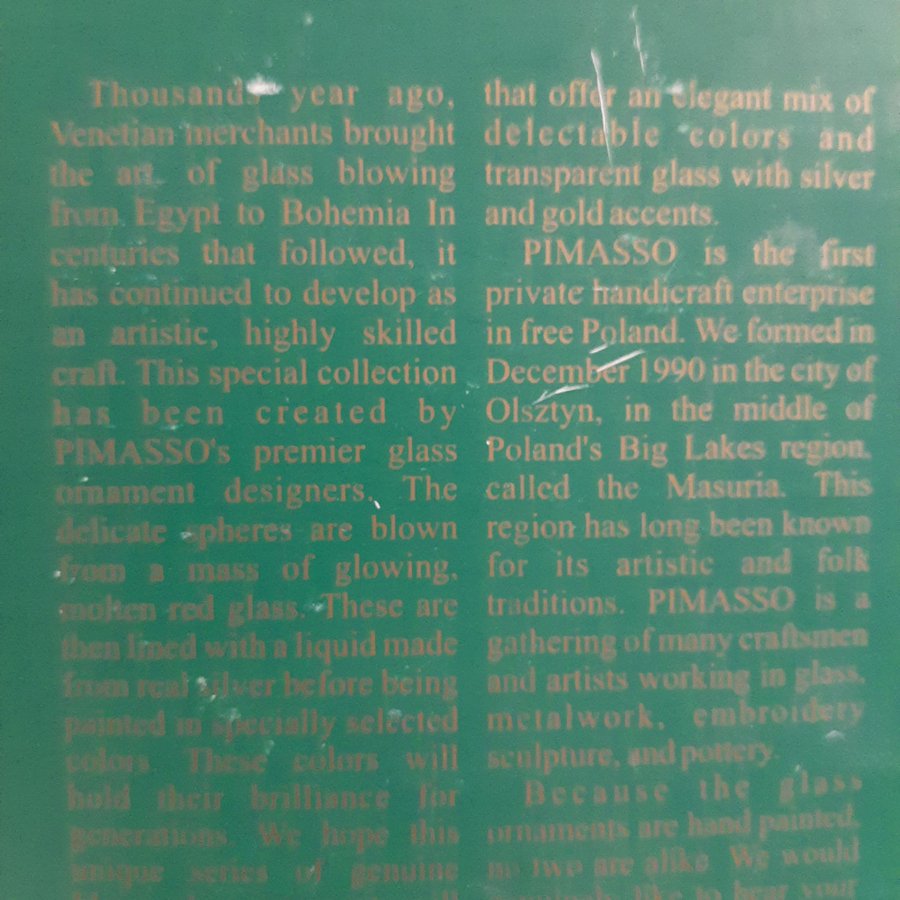 Thousands year ago,
Venetian merchants brought
the art of glass blowing
from Egypt to Bohemia In
centuries that followed, it
has continued to develop as
an artistic, highly skilled
craft. This special collection
has been created by
PIMASSO's premier glass
ornament designers. The
delicate spheres are blown
from a mass of glowing,
molten red glass. These are
then lined with a liquid made
from real silver before being
painted in specially selected
colors. These colors will
hold their brilliance for
generations. We hope this
unique series of genuine
that offer an elegant mix of
delectable colors and
transparent glass with silver
and gold accents.
PIMASSO is the first
private handicraft enterprise
in free Poland. We formed in
December 1990 in the city of
Olsztyn, in the middle of
Poland's Big Lakes region.
called the Masuria. This
region has long been known
for its artistic and folk
traditions. PIMASSO is a
gathering of many craftsmen
and artists working in glass,
metalwork, embroidery
sculpture, and pottery.
Because the glass
ornaments are hand painted,
no two are alike. We would
like to hear your